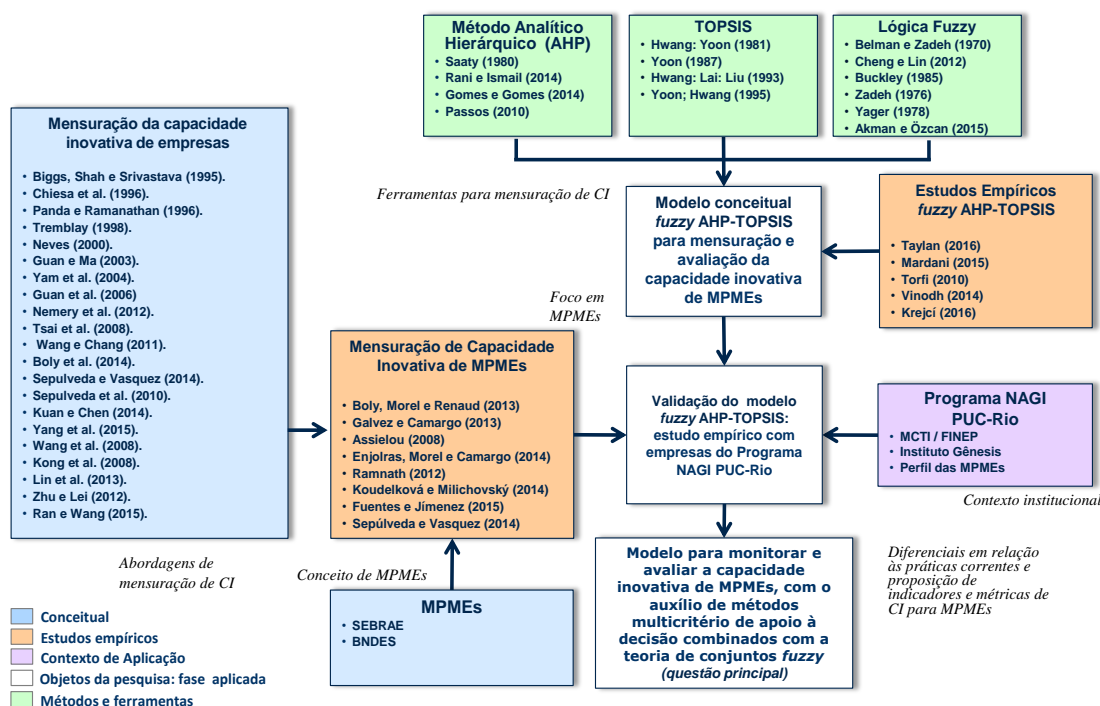 Método Analítico
Hierárquico (AHP)
• Saaty (1980)
• Rani e Ismail (2014)
• Gomes e Gomes (2014)
• Passos (2010)
TOPSIS
• Hwang: Yoon (1981)
• Yoon (1987)
• Hwang: Lai: Liu (1993)
• Yoon; Hwang (1995)
Lógica Fuzzy
• Belman e Zadeh (1970)
• Cheng e Lin (2012)
• Buckley (1985)
• Zadeh (1976)
• Yager (1978)
• Akman e Özcan (2015)
Mensuração da capacidade
inovativa de empresas
• Biggs, Shah e Srivastava (1995).
• Chiesa et al. (1996).
• Panda e Ramanathan (1996).
• Tremblay (1998).
• Neves (2000).
• Guan e Ma (2003).
• Yam et al. (2004).
• Guan et al. (2006)
• Nemery et al. (2012).
• Tsai et al. (2008).
• Wang e Chang (2011).
• Boly et al. (2014).
• Sepulveda e Vasquez (2014).
• Sepulveda et al. (2010).
• Kuan e Chen (2014).
• Yang et al. (2015).
• Wang et al. (2008).
• Kong et al. (2008).
• Lin et al. (2013).
• Zhu e Lei (2012).
• Ran e Wang (2015).
Ferramentas para mensuração de CI
Modelo conceitual
fuzzy AHP-TOPSIS
para mensuração e
avaliação da
capacidade inovativa
de MPMEs
Estudos Empíricos
fuzzy AHP-TOPSIS
• Taylan (2016)
• Mardani (2015)
• Torfi (2010)
• Vinodh (2014)
• Krejcí (2016)
Foco em
MPMEs
Mensuração de Capacidade
Inovativa de MPMEs
• Boly, Morel e Renaud (2013)
• Galvez e Camargo (2013)
• Assielou (2008)
• Enjolras, Morel e Camargo (2014)
• Ramnath (2012)
• Koudelková e Milichovský (2014)
• Fuentes e Jímenez (2015)
• Sepúlveda e Vasquez (2014)
Validação do modelo
fuzzy AHP-TOPSIS:
estudo empírico com
empresas do Programa
NAGI PUC-Rio
Programa NAGI
PUC-Rio
• MCTI / FINEP
• Instituto Gênesis
• Perfil das MPMEs
Contexto institucional
Abordagens de
mensuração de CI
Conceito de MPMEs
MPMEs
• SEBRAE
• BNDES
Modelo para monitorar e
avaliar a capacidade
inovativa de MPMEs, com o
auxílio de métodos
multicritério de apoio à
decisão combinados com a
teoria de conjuntos fuzzy
(questão principal)
Diferenciais em relação
às práticas correntes e
proposição de
indicadores e métricas de
CI para MPMEs
Conceitual
Estudos empíricos
Contexto de Aplicação
Objetos da pesquisa: fase aplicada
Métodos e ferramentas